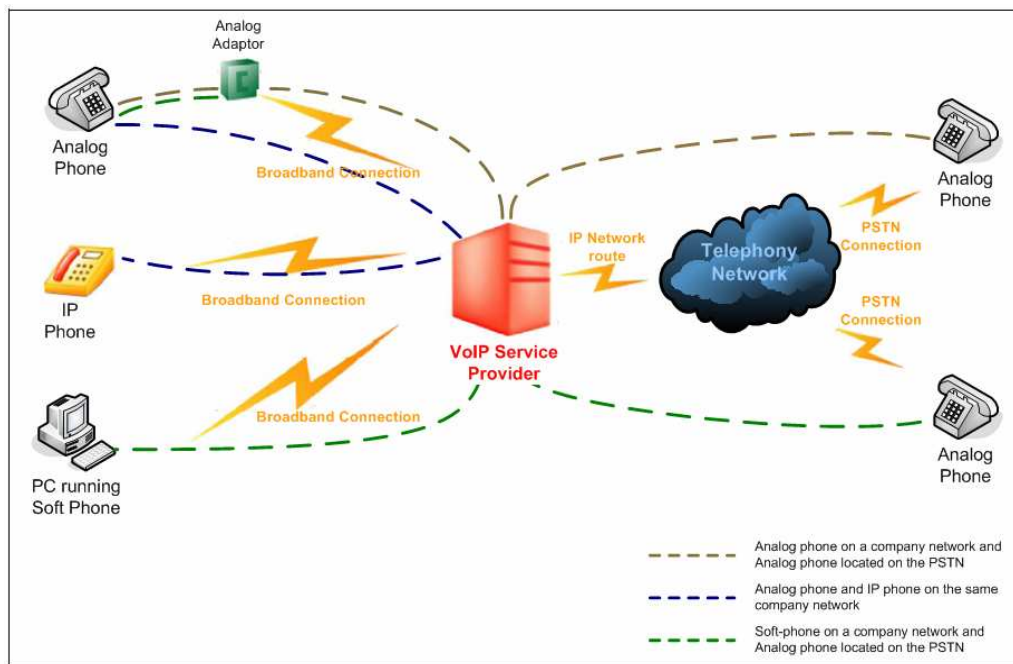 Analog
Adaptor
Analog
Phone
Broadband Connection
Analog
Phone
IP Network
route
Telephony
Network
PSTN
Connection
IP
Phone
Broadband Connection
PSTN
Connection
VoIP Service
Provider
Broadband Connection
Analog
Phone
PC running
Soft Phone
Analog phone on a company network and
Analog phone located on the PSTN
Analog phone and IP phone on the same
company network
Soft-phone on a company network and
Analog phone located on the PSTN